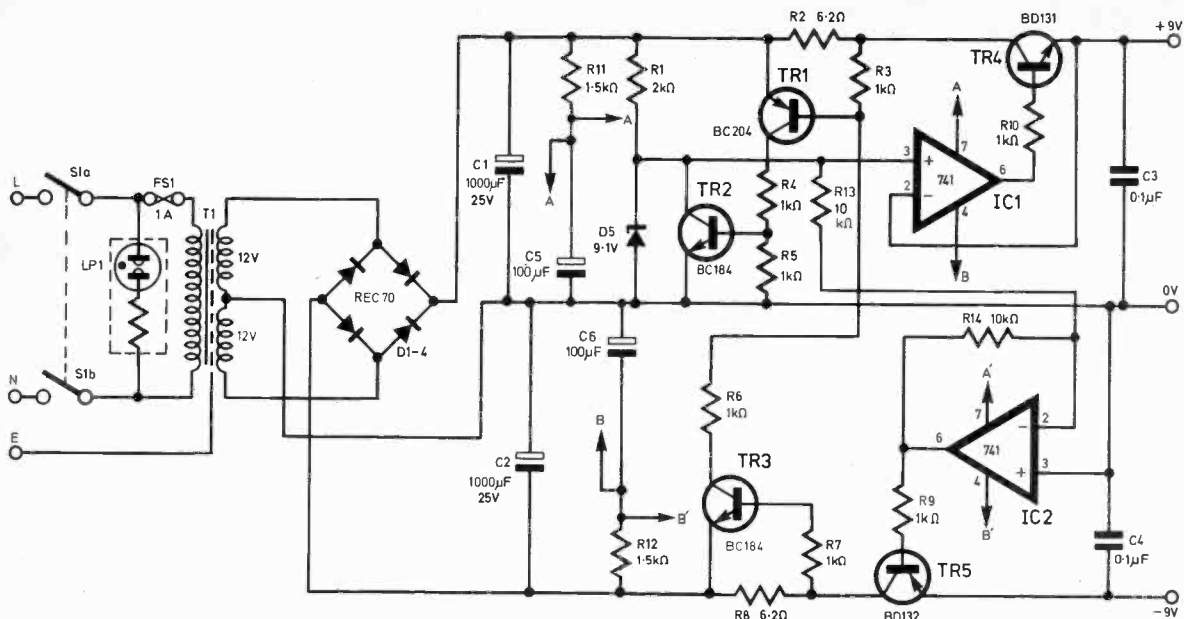 R2 6·2Ω
BD131
+9V
TR4
R11
1·5kΩ
R1
2kΩ
TR1
R3
1kΩ
A
A
BC204
R10
1kΩ
S1a
L
FS1
1A
T1
C1
1000µF
25V
A
TR2
R4
1kΩ
R13
10
kΩ
3
+
7
741
6
2
−
4
IC1
C3
0·1µF
LP1
12V
REC70
C5
100µF
D5
9·1V
BC184
R5
1kΩ
B
0V
12V
D1-4
C6
100µF
R14 10kΩ
S1b
N
E
R6
1kΩ
A'
7
2
−
6
741
+
3
4
B
C2
1000µF
25V
TR3
B'
IC2
B'
R9
1kΩ
R12
1·5kΩ
BC184
R7
1kΩ
C4
0·1µF
TR5
R8 6·2Ω
BD132
−9V